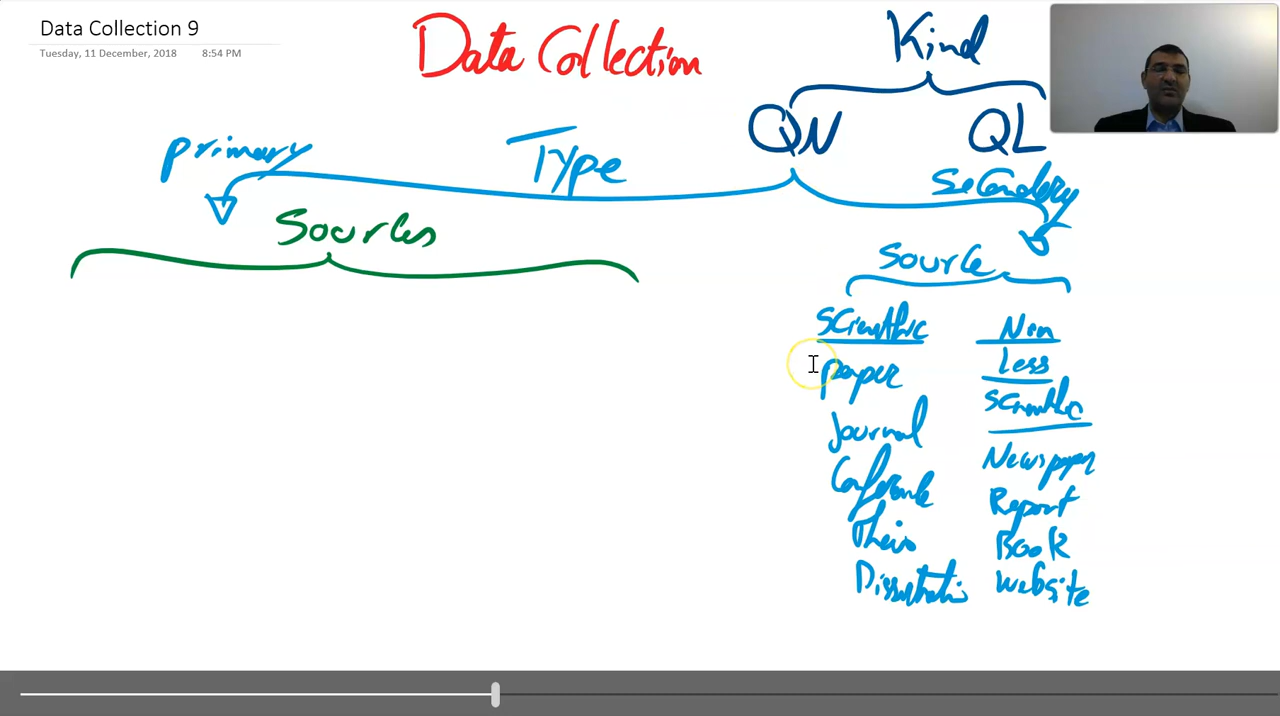 Data Collection 9
Tuesday, 11 December, 2018 8:54 PM
Data Collection
Kind
QN QL
primary Type Secondery
Sources
Source
Scientific Non
Less
Scientific
paper
Journal
Conference
Thesis
Dissertation
Newspaper
Report
Book
Website